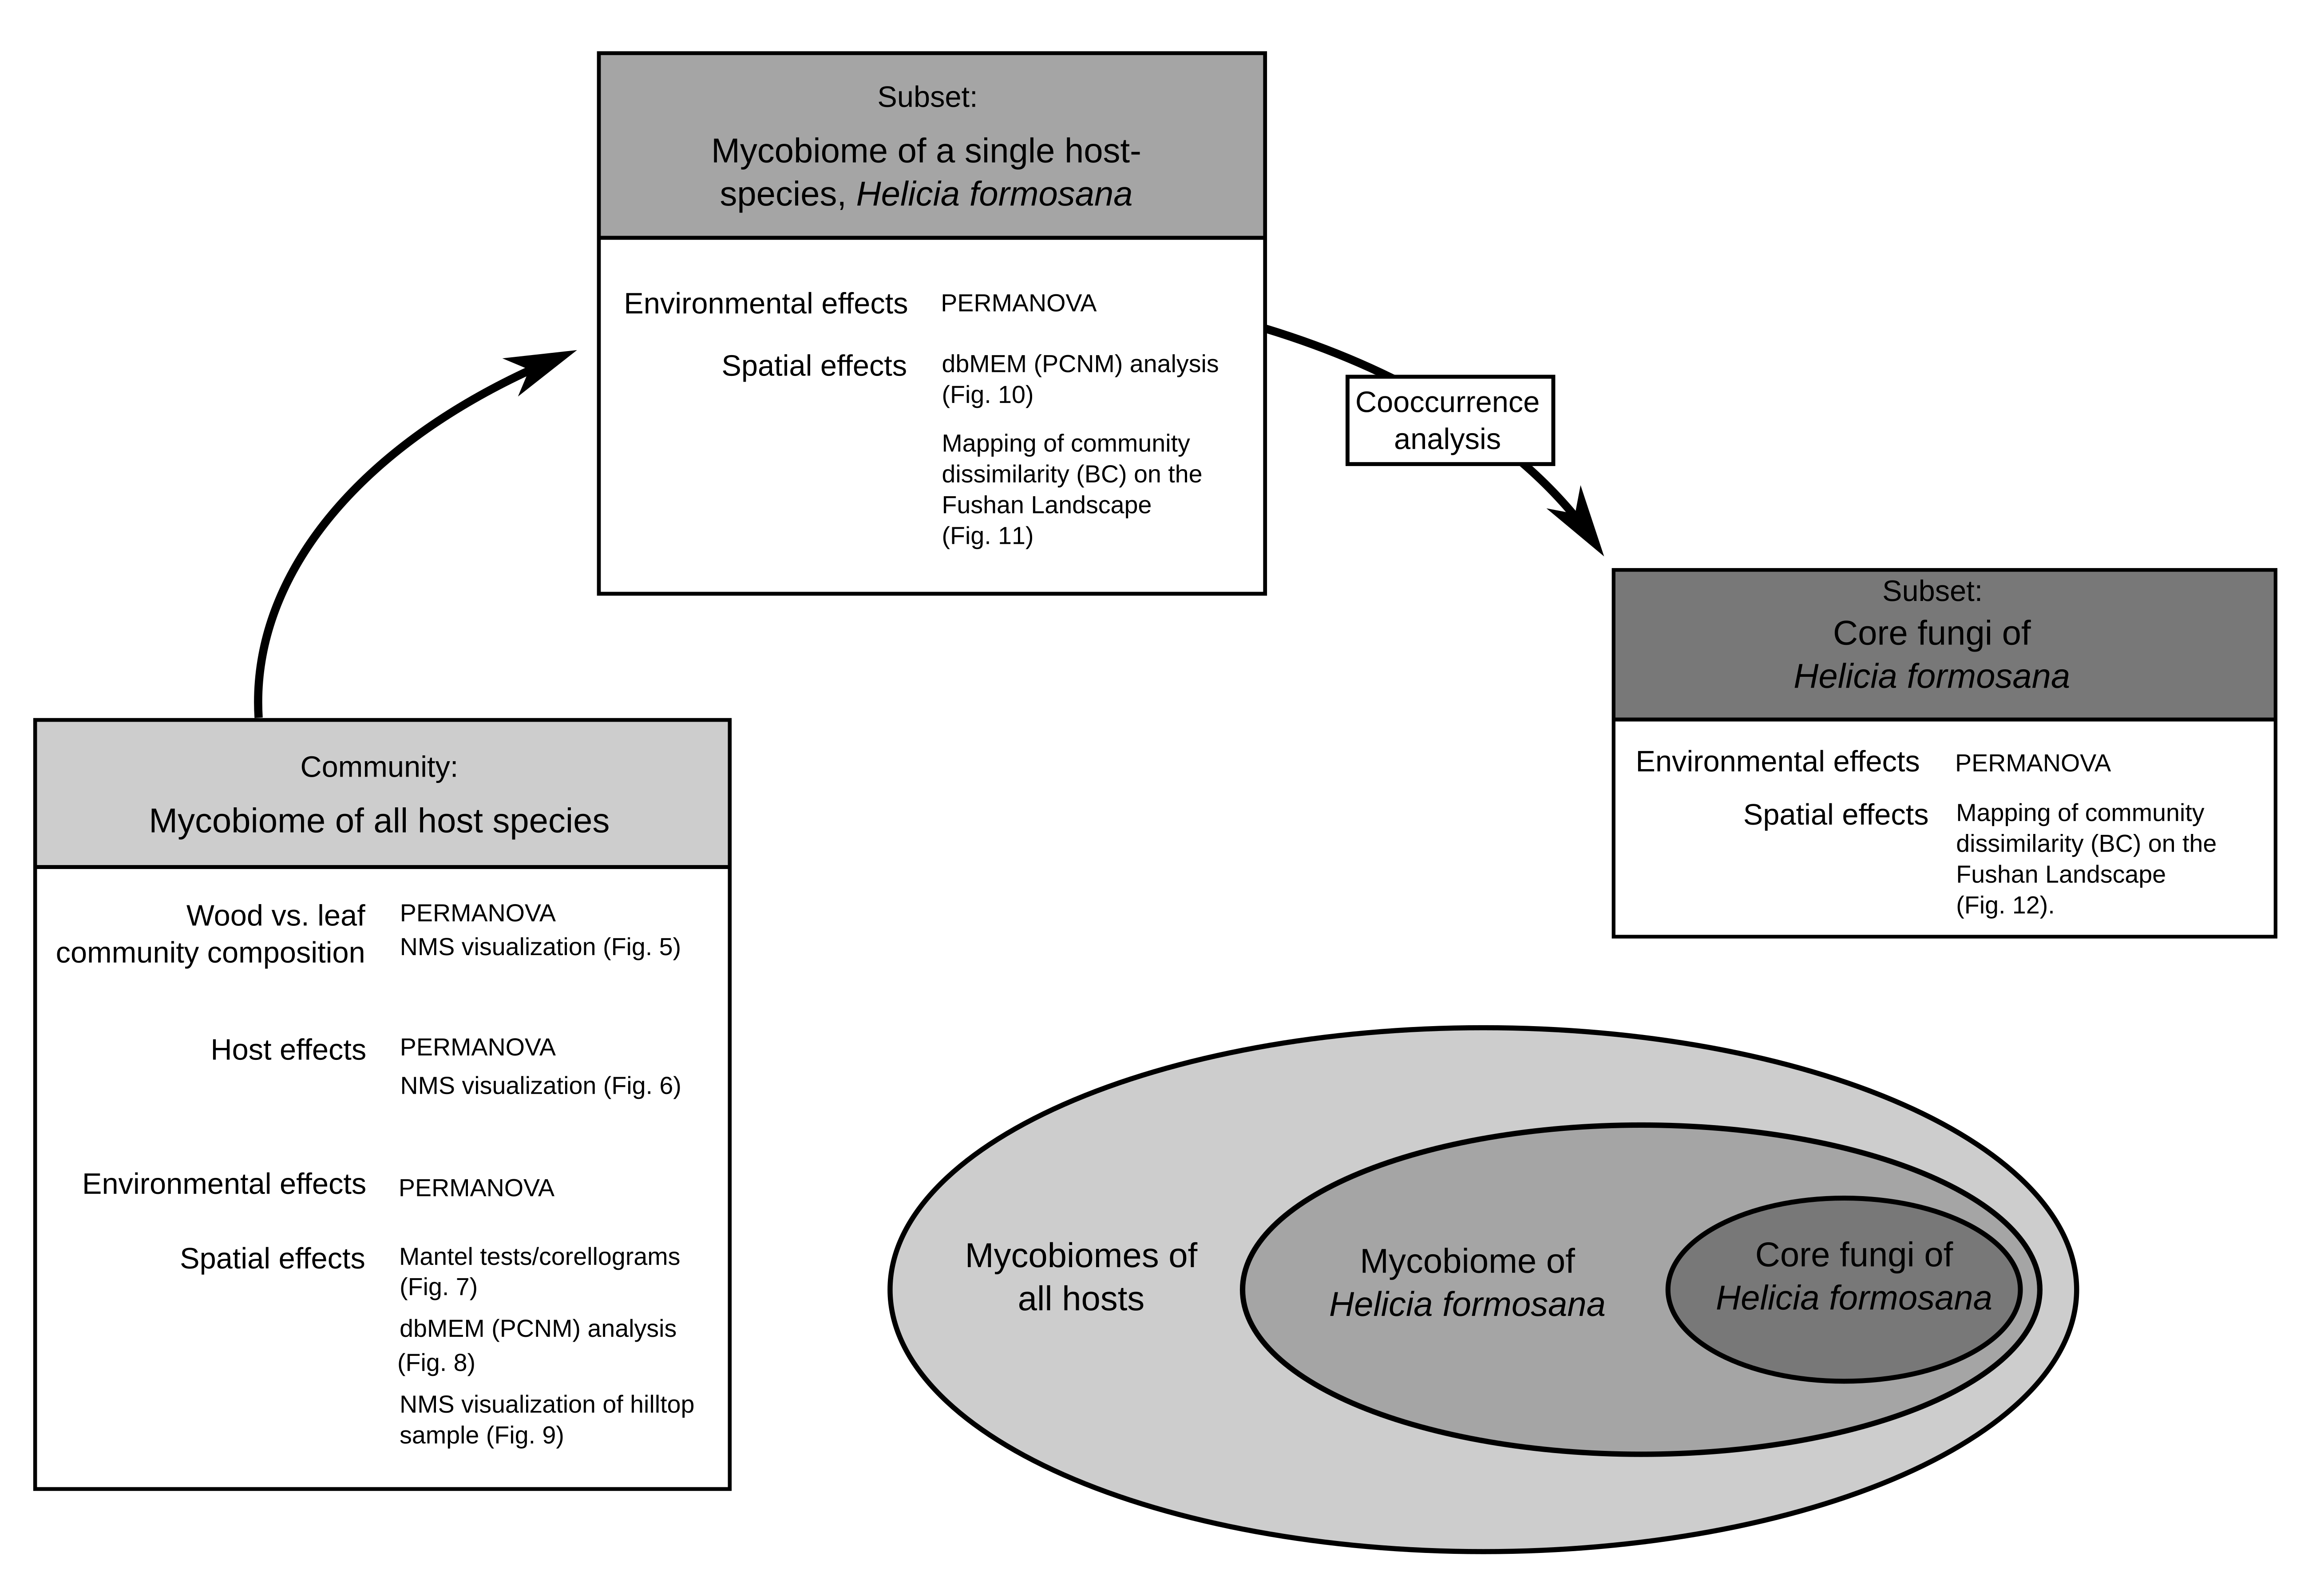 Subset:
Mycobiome of a single host-
species, Helicia formosana
Environmental effects PERMANOVA
Spatial effects dbMEM (PCNM) analysis
(Fig. 10)
Mapping of community
dissimilarity (BC) on the
Fushan Landscape
(Fig. 11)
Cooccurrence
analysis
Subset:
Core fungi of
Helicia formosana
Environmental effects PERMANOVA
Spatial effects Mapping of community
dissimilarity (BC) on the
Fushan Landscape
(Fig. 12).
Community:
Mycobiome of all host species
Wood vs. leaf PERMANOVA
community composition NMS visualization (Fig. 5)
Host effects PERMANOVA
NMS visualization (Fig. 6)
Environmental effects PERMANOVA
Spatial effects Mantel tests/corellograms
(Fig. 7)
dbMEM (PCNM) analysis
(Fig. 8)
NMS visualization of hilltop
sample (Fig. 9)
Mycobiomes of
all hosts
Mycobiome of
Helicia formosana
Core fungi of
Helicia formosana